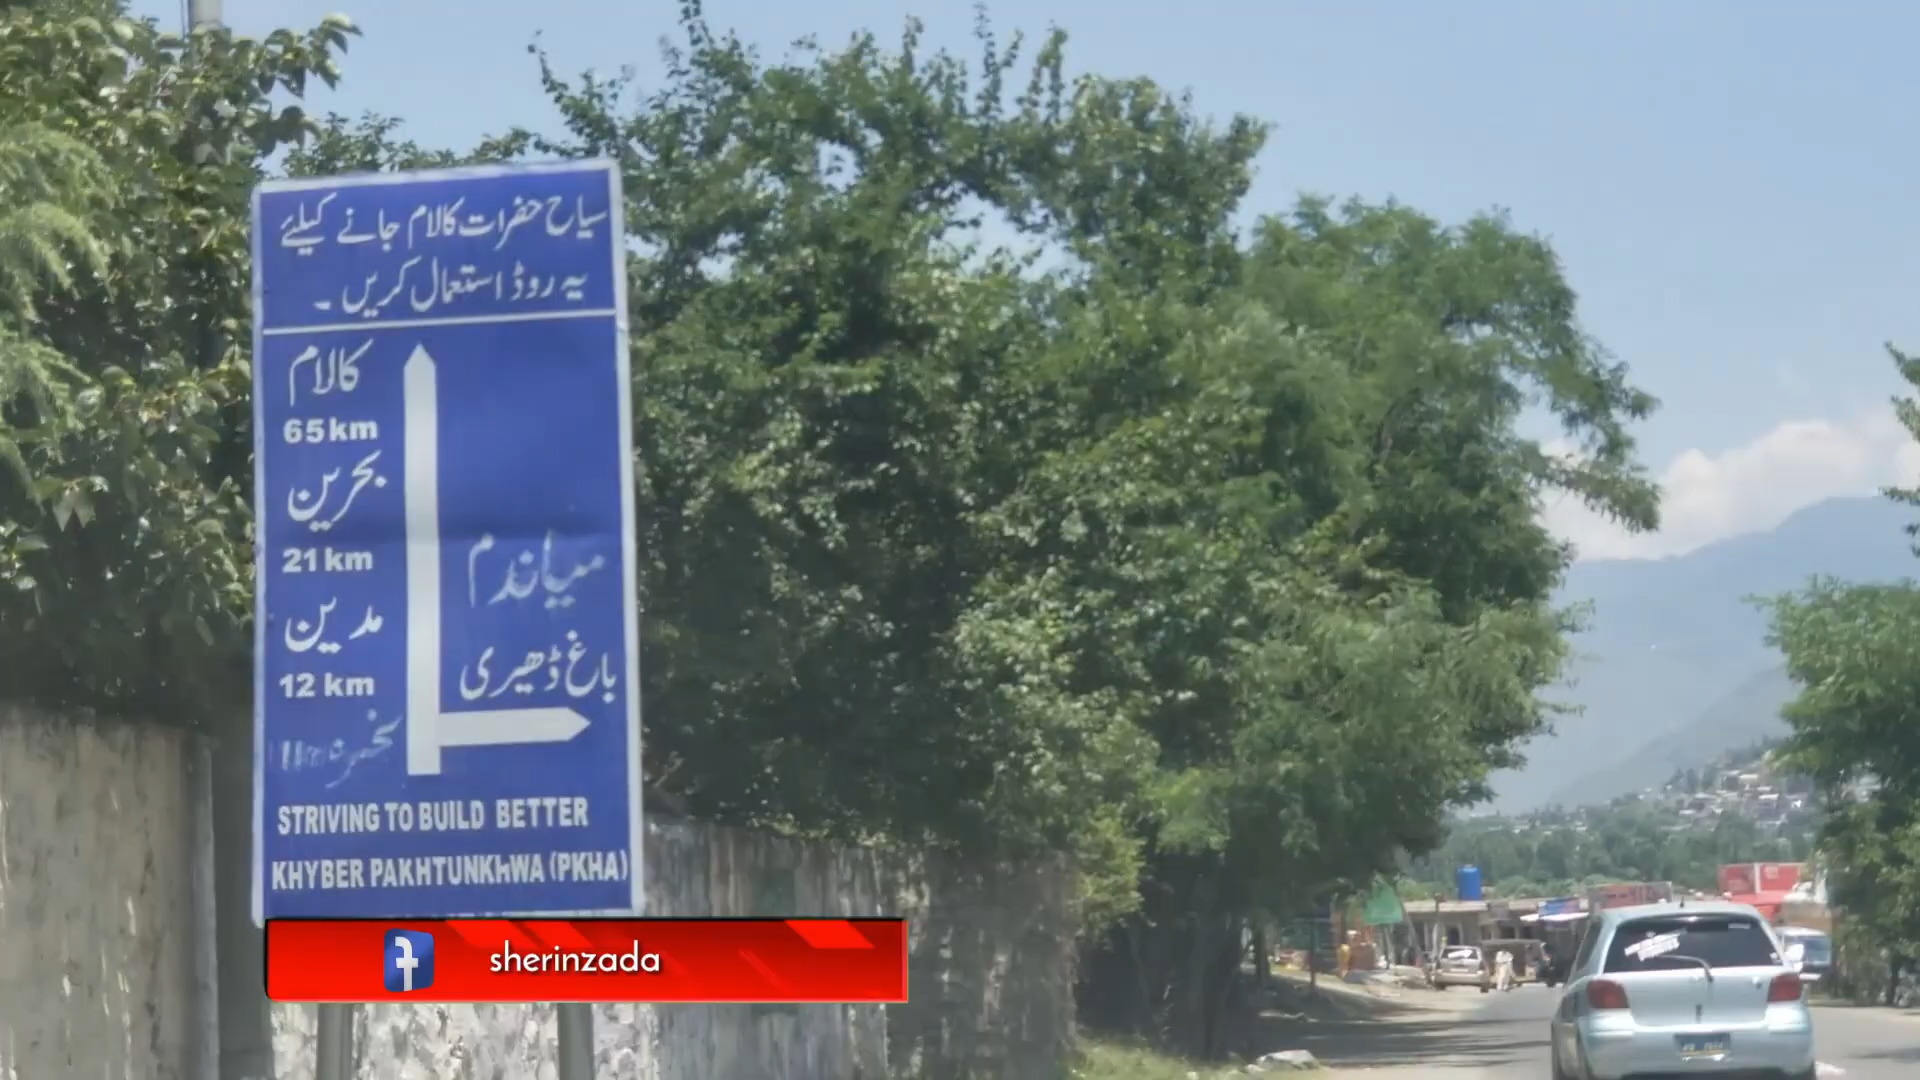 سیاح حضرات کالام جانے کیلئے
یہ روڈ استعمال کریں ۔
کالام
65 km
بحرین
21 km
مدین
12 km
میاندم
باغ ڈھیری
STRIVING TO BUILD BETTER
KHYBER PAKHTUNKHWA (PKHA)
sherinzada